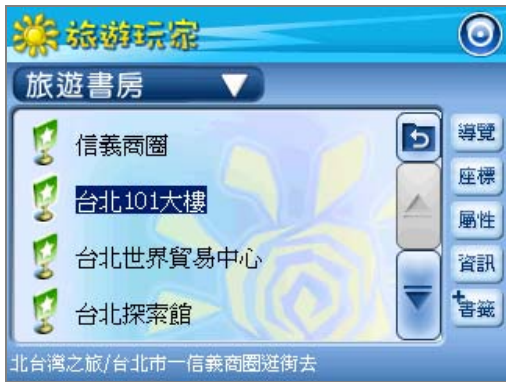 旅遊玩家
旅遊書房
信義商圈
台北101大樓
台北世界貿易中心
台北探索館
導覽
座標
屬性
資訊
+書籤
北台灣之旅/台北市－信義商圈逛街去